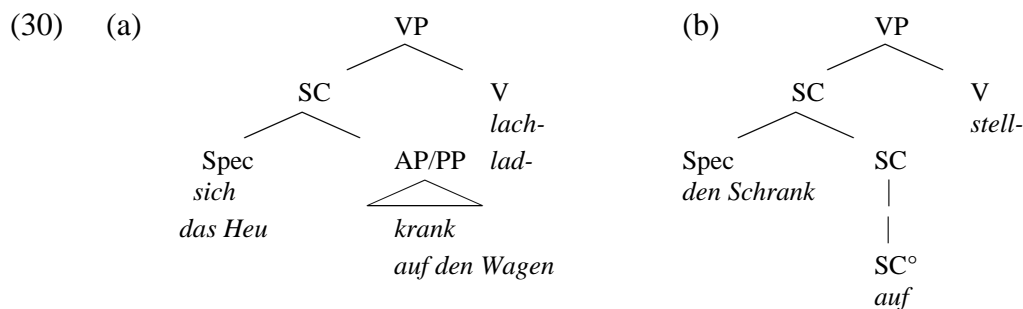 (30) (a) VP (b) VP
SC V SC V
lach- stell-
Spec AP/PP lad- Spec SC
sich den Schrank
das Heu krank
auf den Wagen SC°
auf